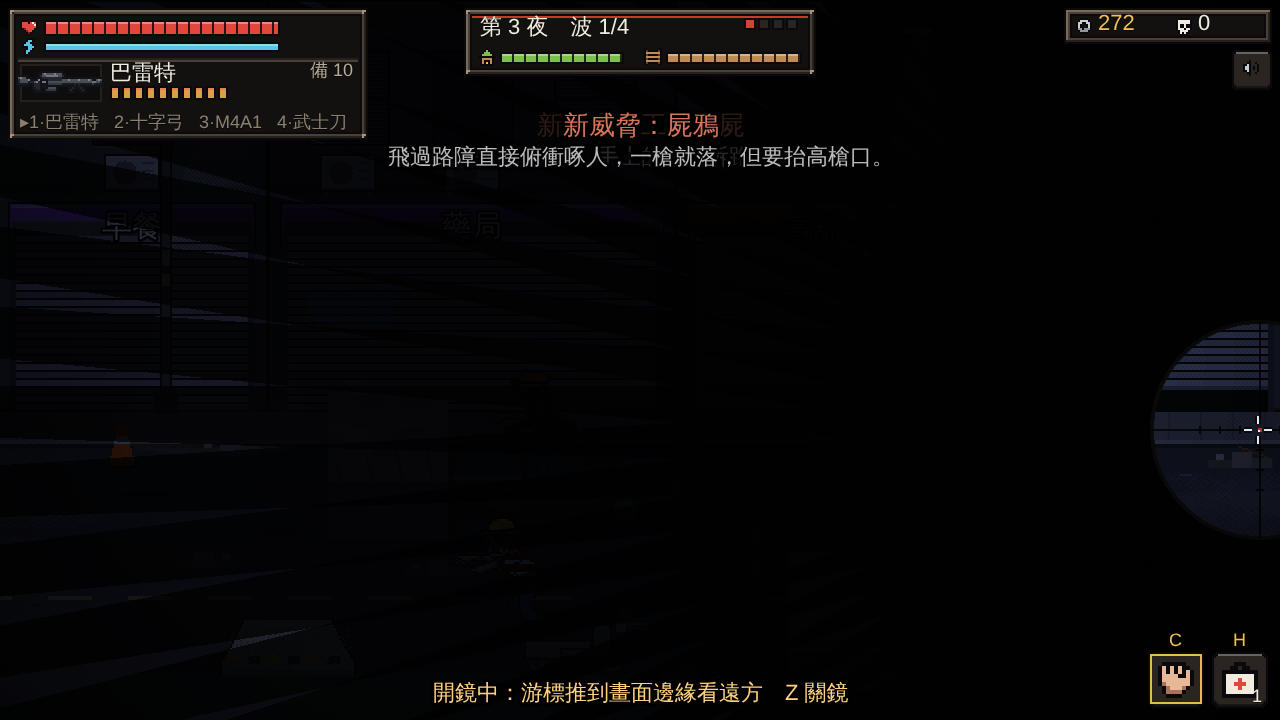 第 3 夜　波 1/4
272
0
巴雷特
備 10
▸1·巴雷特 2·十字弓 3·M4A1 4·武士刀
新威脅：屍鴉
飛過路障直接俯衝啄人，一槍就落，但要抬高槍口。
早餐
藥局
C
H
1
開鏡中：游標推到畫面邊緣看遠方　Z 關鏡